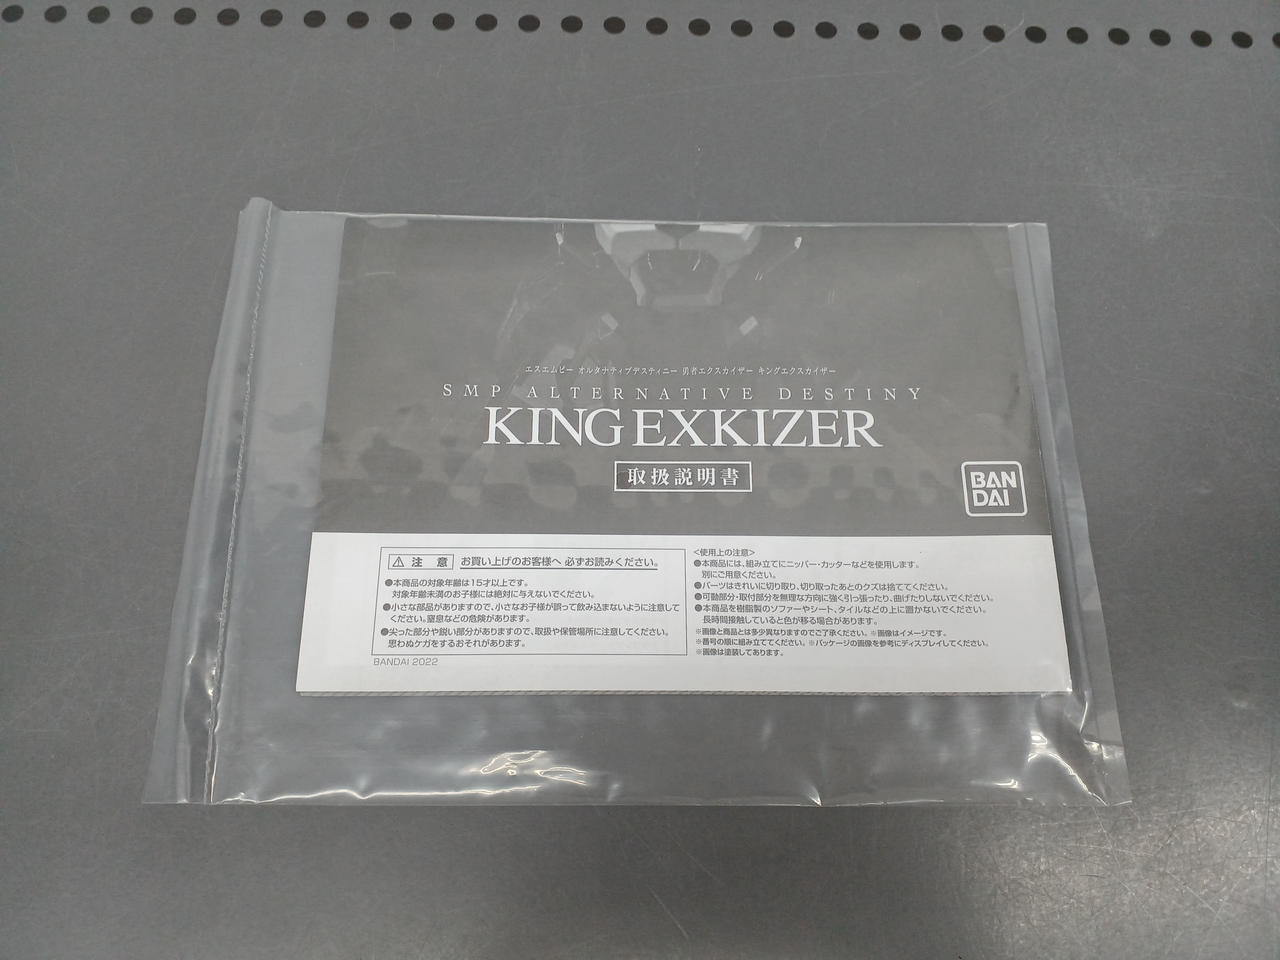 エスエムピー オルタナティブデスティニー 勇者エクスカイザー キングエクスカイザー
SMP ALTERNATIVE DESTINY
KING EXKIZER
取扱説明書
BAN
DAI
⚠ 注 意 お買い上げのお客様へ 必ずお読みください。
●本商品の対象年齢は15才以上です。
対象年齢未満のお子様には絶対に与えないでください。
●小さな部品がありますので、小さなお子様が誤って飲み込まないように注意して
ください。窒息などの危険があります。
●尖った部分や鋭い部分がありますので、取扱や保管場所に注意してください。
思わぬケガをするおそれがあります。
BANDAI 2022
<使用上の注意>
●本商品には、組み立てにニッパー・カッターなどを使用します。
別にご用意ください。
●パーツはきれいに切り取り、切り取ったあとのクズは捨ててください。
●可動部分・取付部分を無理な方向に強く引っ張ったり、曲げたりしないでください。
●本商品を樹脂製のソファーやシート、タイルなどの上に置かないでください。
長時間接触していると色が移る場合があります。
※画像と商品とは多少異なりますのでご了承ください。※画像はイメージです。
※番号の順に組み立ててください。※パッケージの画像を参考にディスプレイしてください。
※画像は塗装してあります。